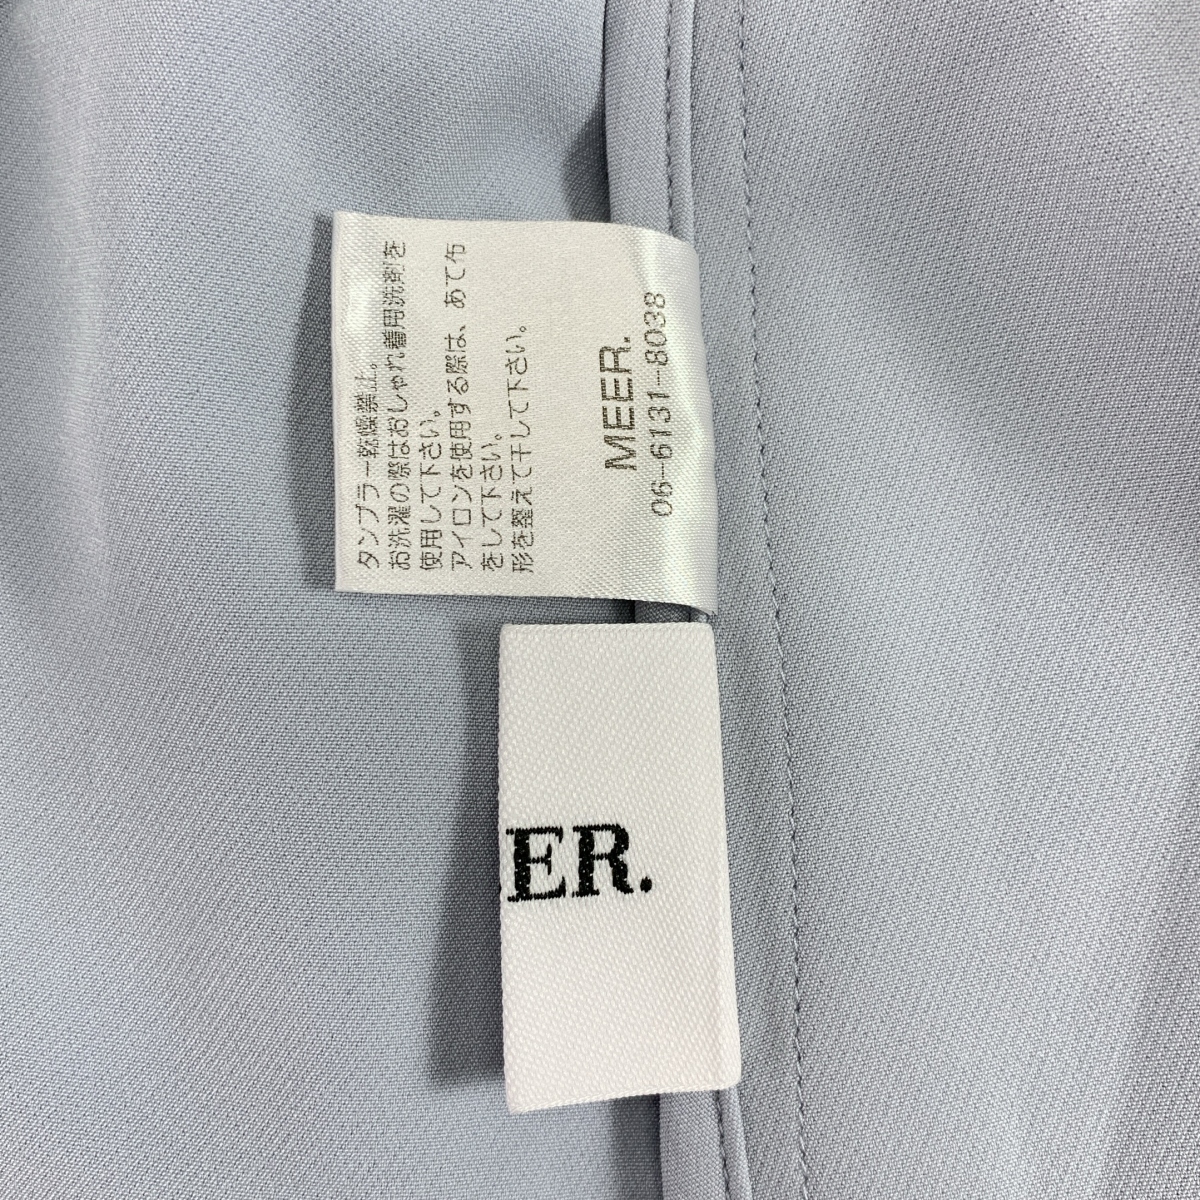 タンブラー乾燥禁止。
お洗濯の際はおしゃれ着用洗剤を
使用して下さい。
アイロンを使用する際は、あて布
をして下さい。
形を整えて干して下さい。
MEER.
06-6131-8038
ER.